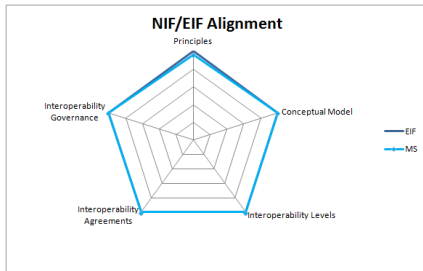 NIF/EIF Alignment
Principles
Interoperability
Governance
Conceptual Model
EIF
MS
Interoperability
Agreements
Interoperability Levels